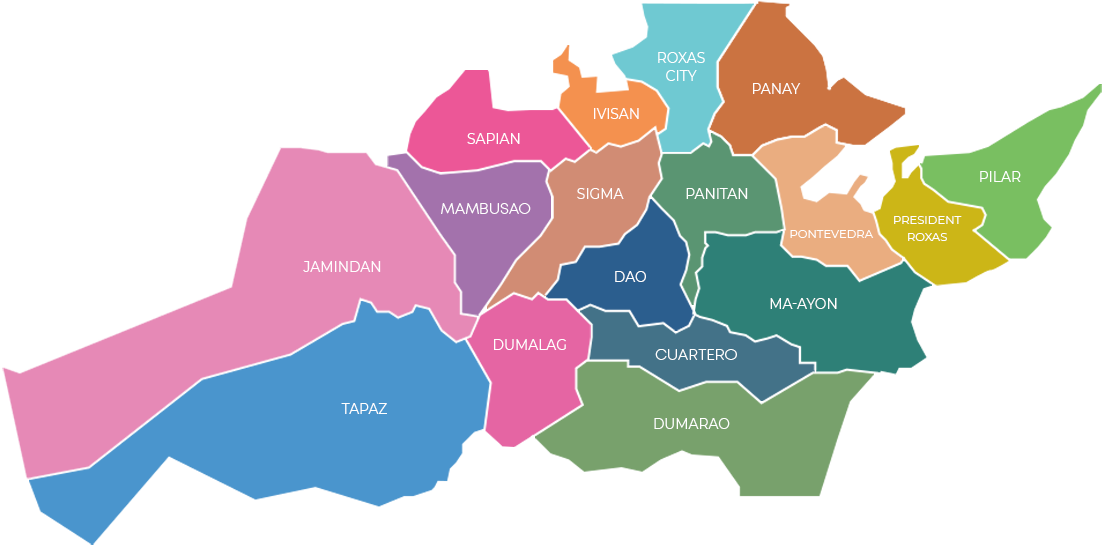 ROXAS
CITY
PANAY
IVISAN
SAPIAN
PILAR
SIGMA
PANITAN
MAMBUSAO
PRESIDENT
ROXAS
PONTEVEDRA
JAMINDAN
DAO
MA-AYON
DUMALAG
CUARTERO
TAPAZ
DUMARAO